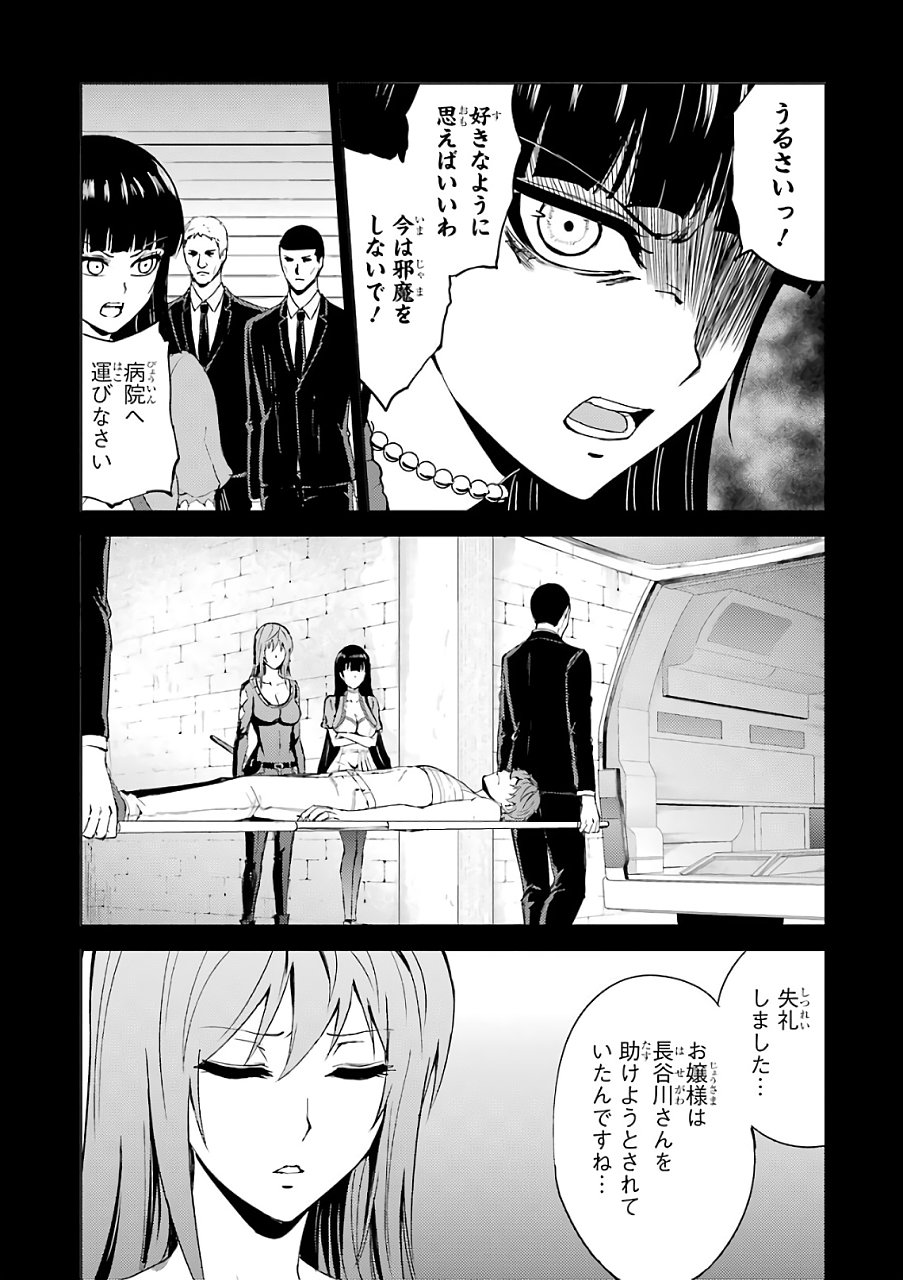 うるさいっ!
好きなように
思えばいいわ
今は邪魔を
しないで!
病院へ
運びなさい
失礼
しました…
お嬢様は
長谷川さんを
助けようとされて
いたんですね…